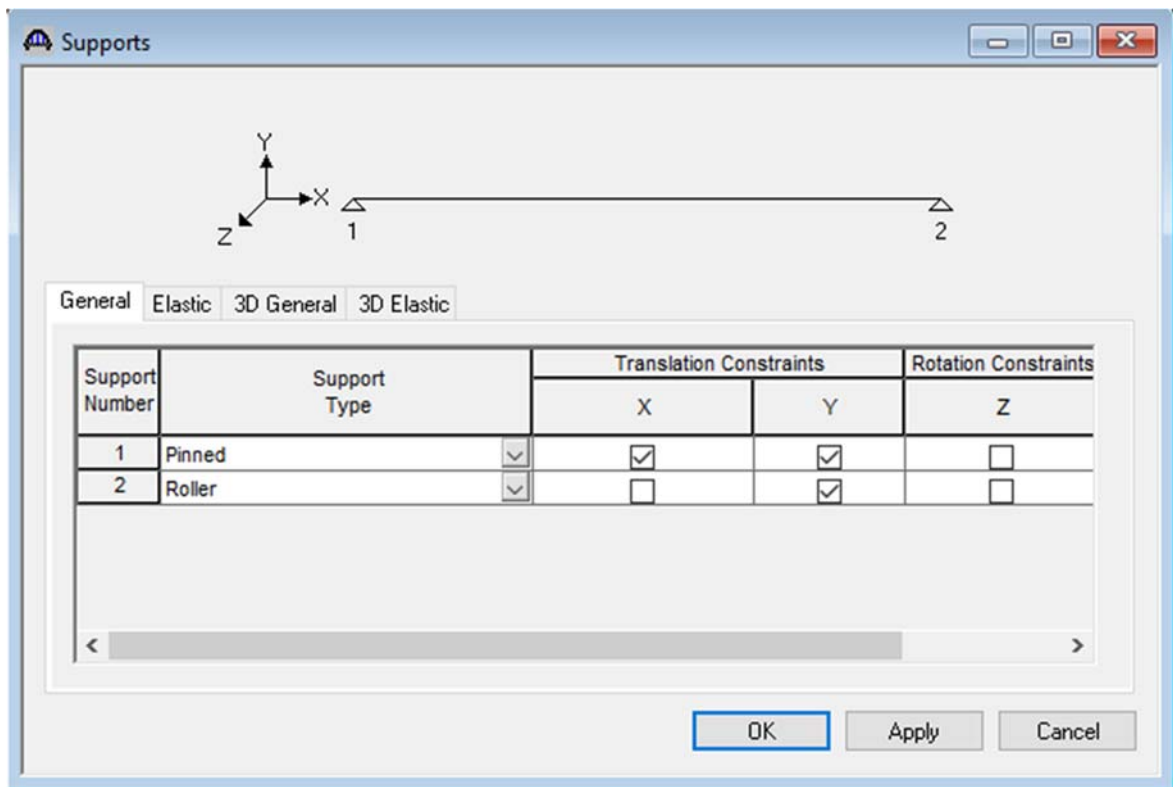 Supports
Y
X
Z
1
2
General Elastic 3D General 3D Elastic
Support Number Support Type Translation Constraints Rotation Constraints
X Y Z
1 Pinned
2 Roller
OK Apply Cancel